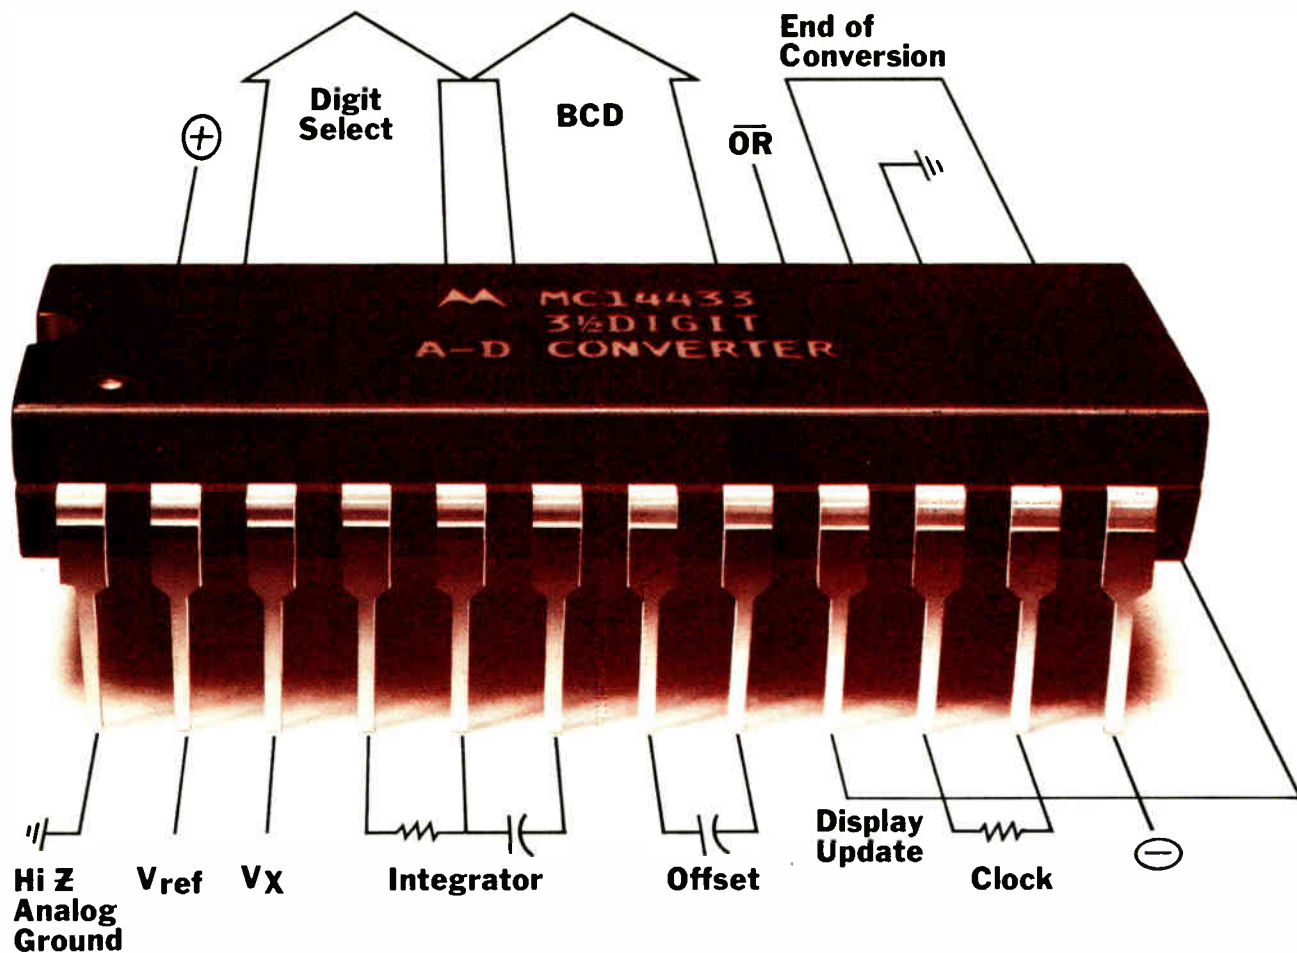 End of
Conversion
Digit
Select
BCD
OR
MC14433
3½DIGIT
A-D CONVERTER
Hi Z
Analog
Ground
Vref
VX
Integrator
Offset
Display
Update
Clock